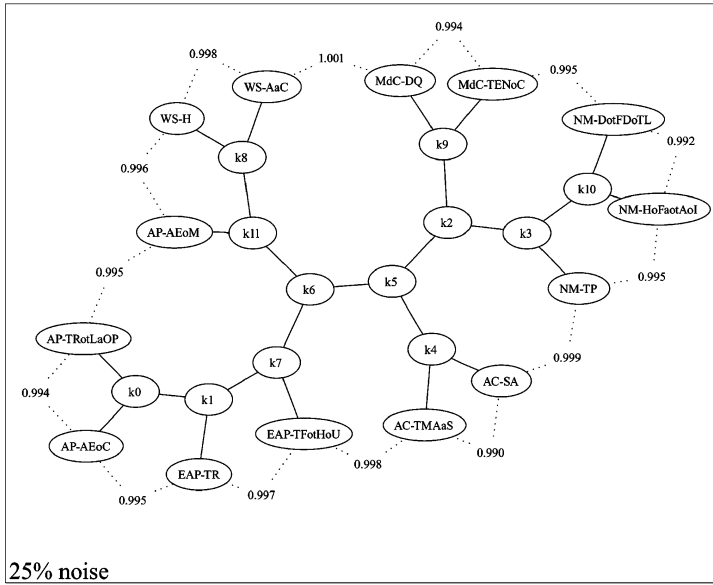 0.998
0.994
1.001
WS-AaC
MdC-DQ
MdC-TENoC
0.995
WS-H
NM-DotFDoTL
0.992
k8
k9
0.996
k10
NM-HoFaotAoI
AP-AEoM
k11
k2
k3
0.995
k6
k5
NM-TP
0.995
AP-TRotLaOP
k7
k4
0.999
0.994
k0
k1
AC-SA
AP-AEoC
EAP-TFotHoU
AC-TMAaS
0.990
EAP-TR
0.998
0.995
0.997
25% noise